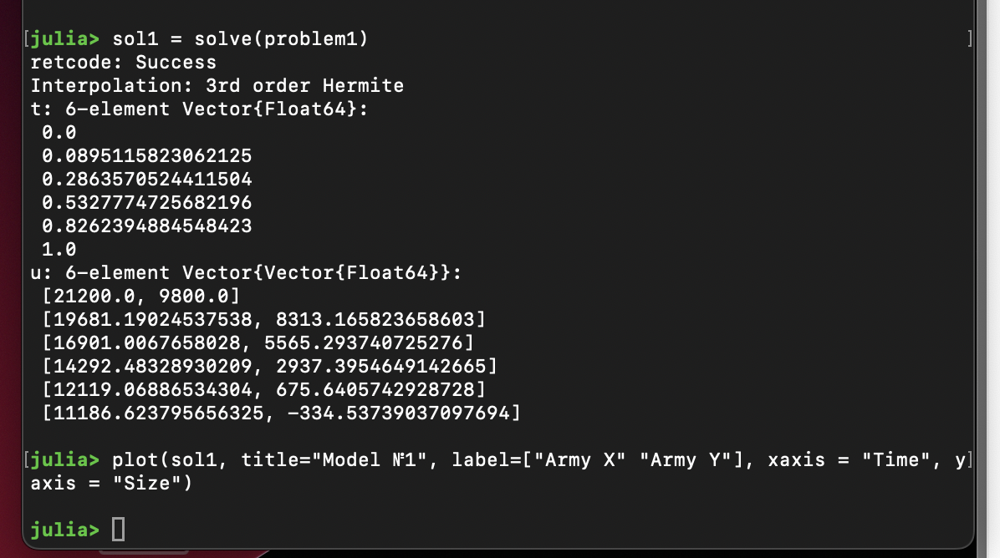 [julia> sol1 = solve(problem1) ]
retcode: Success
Interpolation: 3rd order Hermite
t: 6-element Vector{Float64}:
 0.0
 0.0895115823062125
 0.2863570524411504
 0.5327774725682196
 0.8262394884548423
 1.0
u: 6-element Vector{Vector{Float64}}:
 [21200.0, 9800.0]
 [19681.19024537538, 8313.165823658603]
 [16901.0067658028, 5565.293740725276]
 [14292.48328930209, 2937.3954649142665]
 [12119.06886534304, 675.6405742928728]
 [11186.623795656325, -334.53739037097694]
[julia> plot(sol1, title="Model №1", label=["Army X" "Army Y"], xaxis = "Time", y]
axis = "Size")
julia>